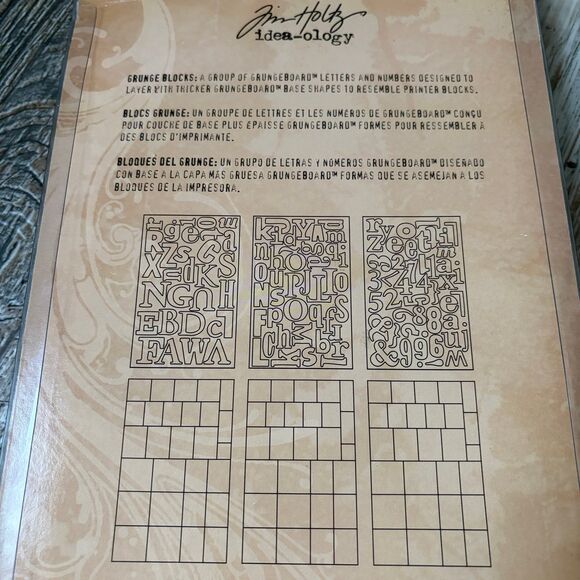 Tim Holtz
idea-ology
GRUNGE BLOCKS: A GROUP OF GRUNGEBOARD™ LETTERS AND NUMBERS DESIGNED TO
LAYER WITH THICKER GRUNGEBOARD™ BASE SHAPES TO RESEMBLE PRINTER BLOCKS.
BLOCS GRUNGE: UN GROUPE DE LETTRES ET LES NUMÉROS DE GRUNGEBOARD™ CONÇU
POUR COUCHE DE BASE PLUS ÉPAISSE GRUNGEBOARD™ FORMES POUR RESSEMBLER À
DES BLOCS D'IMPRIMANTE.
BLOQUES DEL GRUNGE: UN GRUPO DE LETRAS Y NÚMEROS GRUNGEBOARD™ DISEÑADO
CON BASE A LA CAPA MÁS GRUESA GRUNGEBOARD™ FORMAS QUE SE ASEMEJAN A LOS
BLOQUES DE LA IMPRESORA.